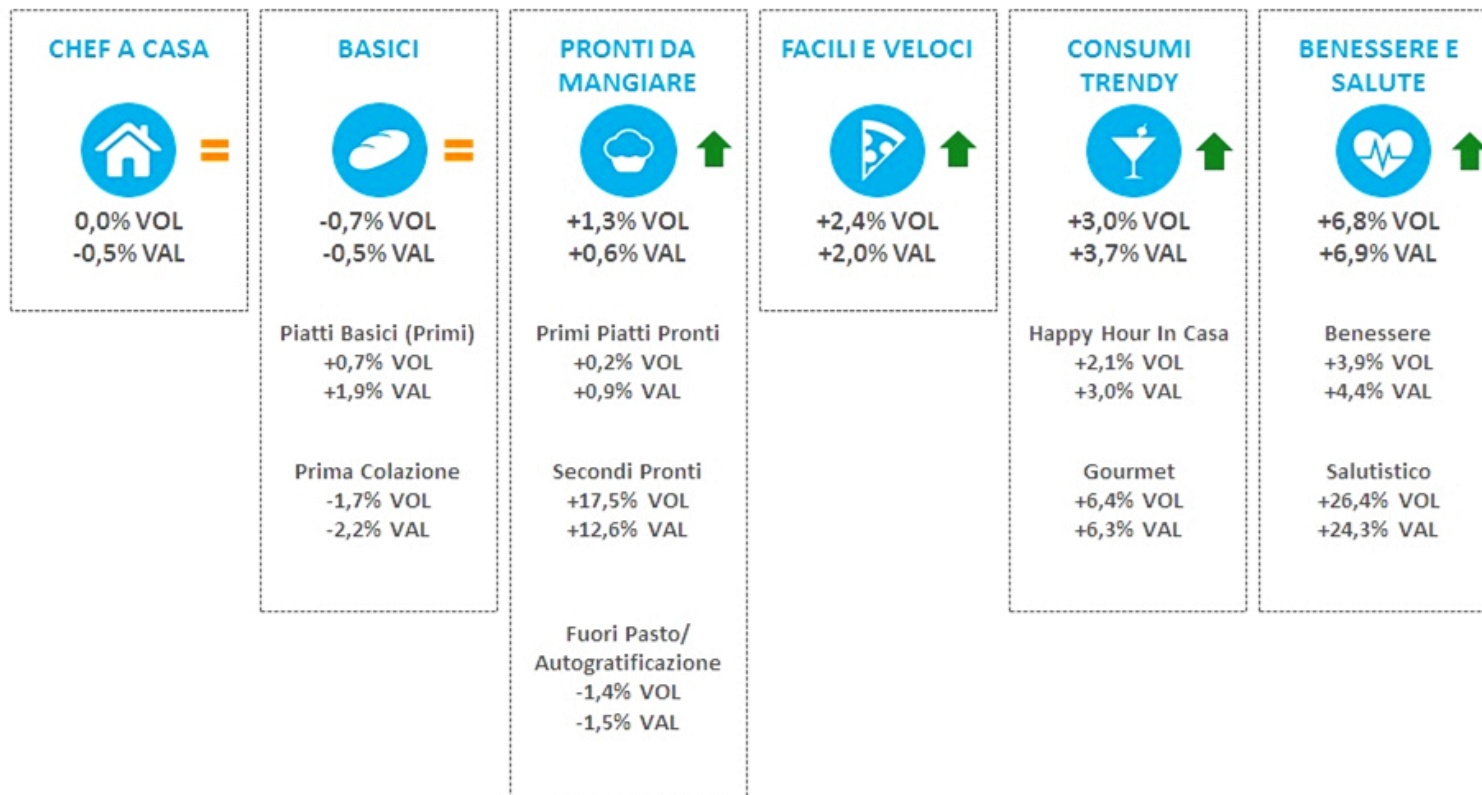 CHEF A CASA
0,0% VOL
-0,5% VAL
BASICI
-0,7% VOL
-0,5% VAL
Piatti Basici (Primi)
+0,7% VOL
+1,9% VAL
Prima Colazione
-1,7% VOL
-2,2% VAL
PRONTI DA
MANGIARE
+1,3% VOL
+0,6% VAL
Primi Piatti Pronti
+0,2% VOL
+0,9% VAL
Secondi Pronti
+17,5% VOL
+12,6% VAL
Fuori Pasto/
Autogratificazione
-1,4% VOL
-1,5% VAL
FACILI E VELOCI
+2,4% VOL
+2,0% VAL
CONSUMI
TRENDY
+3,0% VOL
+3,7% VAL
Happy Hour In Casa
+2,1% VOL
+3,0% VAL
Gourmet
+6,4% VOL
+6,3% VAL
BENESSERE E
SALUTE
+6,8% VOL
+6,9% VAL
Benessere
+3,9% VOL
+4,4% VAL
Salutistico
+26,4% VOL
+24,3% VAL